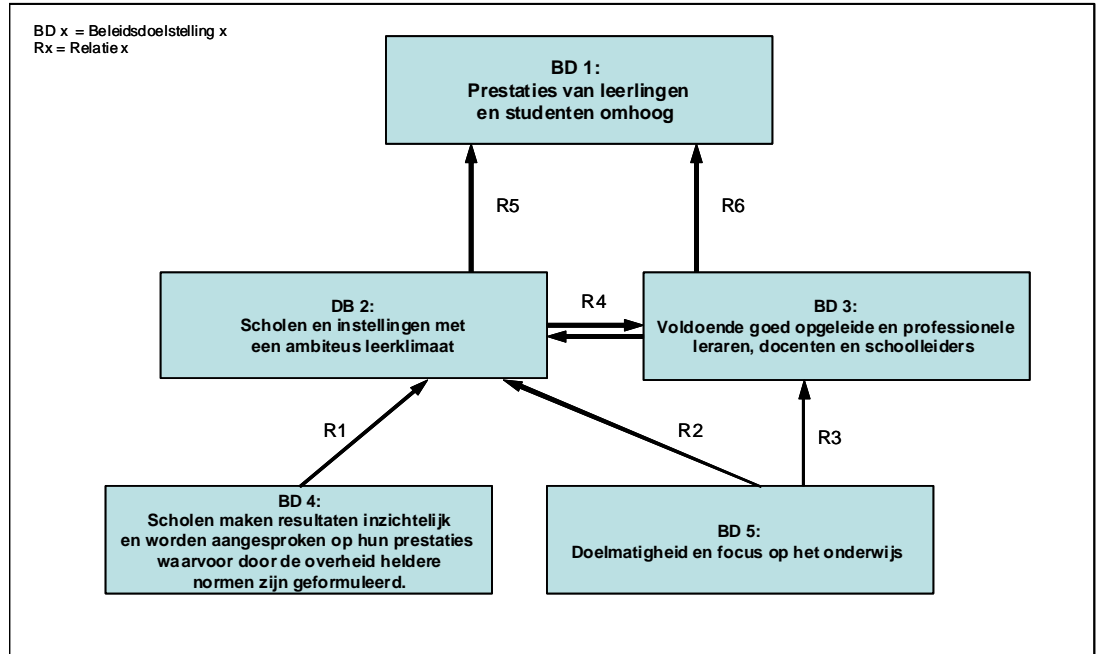 BD x = Beleidsdoelstelling x
Rx = Relatie x
BD 1:
Prestaties van leerlingen
en studenten omhoog
R5
R6
DB 2:
Scholen en instellingen met
een ambiteus leerklimaat
R4
BD 3:
Voldoende goed opgeleide en professionele
leraren, docenten en schoolleiders
R1
R2
R3
BD 4:
Scholen maken resultaten inzichtelijk
en worden aangesproken op hun prestaties
waarvoor door de overheid heldere
normen zijn geformuleerd.
BD 5:
Doelmatigheid en focus op het onderwijs